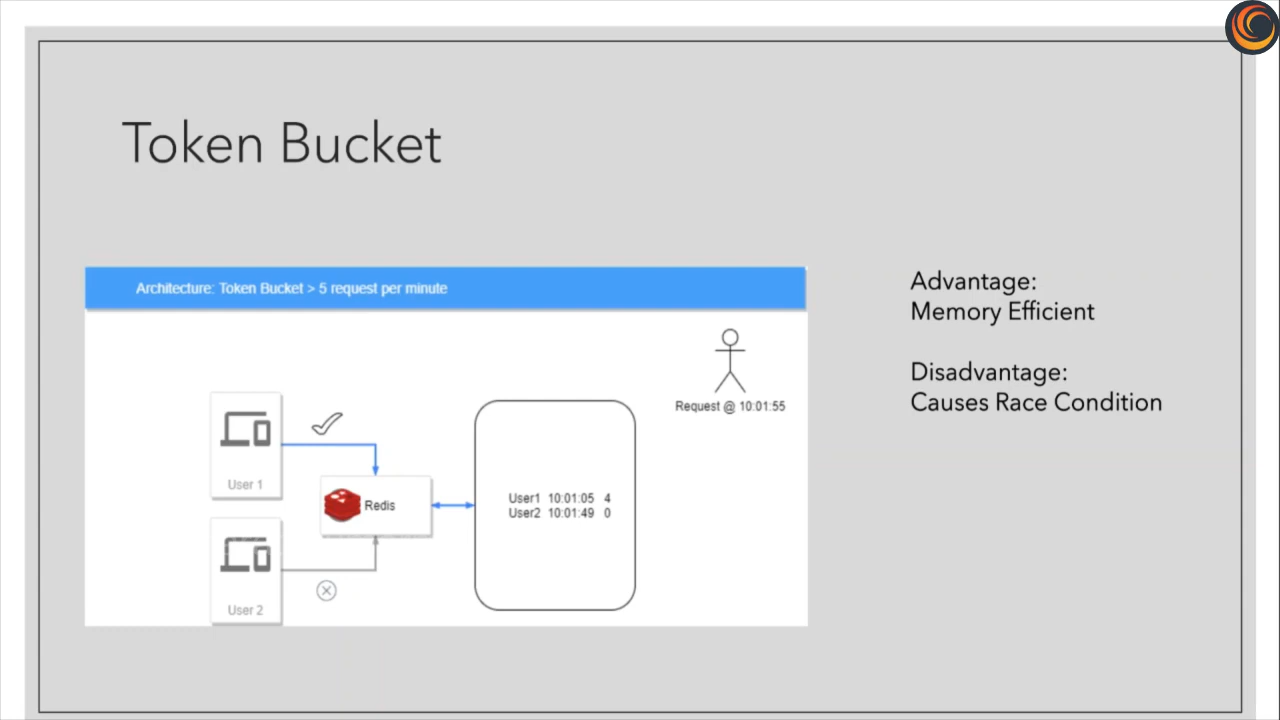 Token Bucket
Architecture: Token Bucket > 5 request per minute
Advantage:
Memory Efficient
Disadvantage:
Causes Race Condition
Request @ 10:01:55
User 1
Redis
User1 10:01:05 4
User2 10:01:49 0
User 2